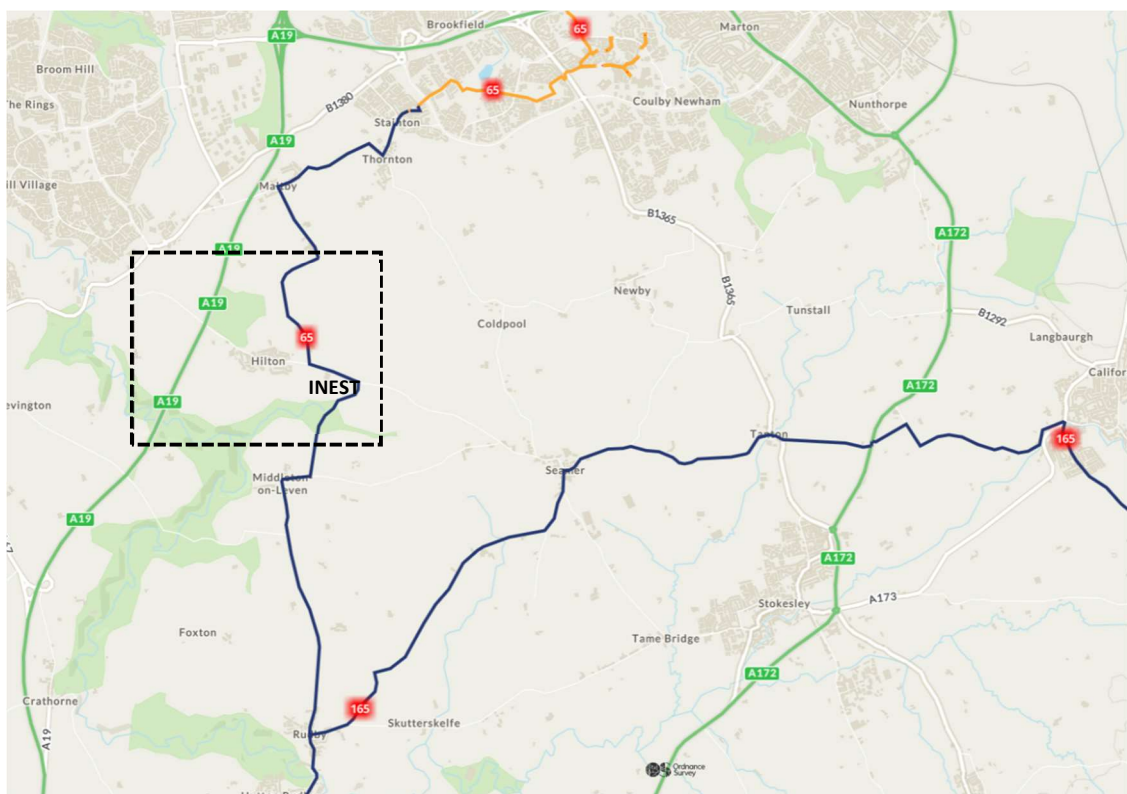 65
Brookfield
Marton
A19
Broom Hill
65
The Rings
B1380
Coulby Newham
Nunthorpe
Stainton
A19
Thornton
Maltby
B1365
A172
A19
Newby
B1365
A19
Tunstall
B1292
Coldpool
65
Langbaurgh
Hilton
INEST
A172
A19
Tanton
165
Seamer
Middleton
on-Leven
A19
A172
Stokesley
A173
Foxton
Tame Bridge
A172
Crathorne
165
Skutterskelfe
Rudby
A19
Ordnance
Survey